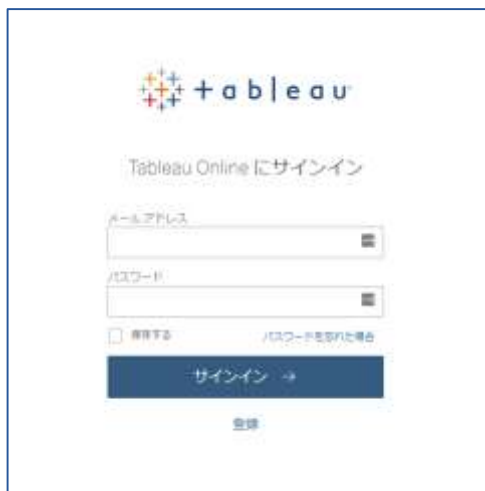 +ableau
Tableau Online にサインイン
メール アドレス
パスワード
保存する
パスワードを忘れた場合
サインイン →
登録